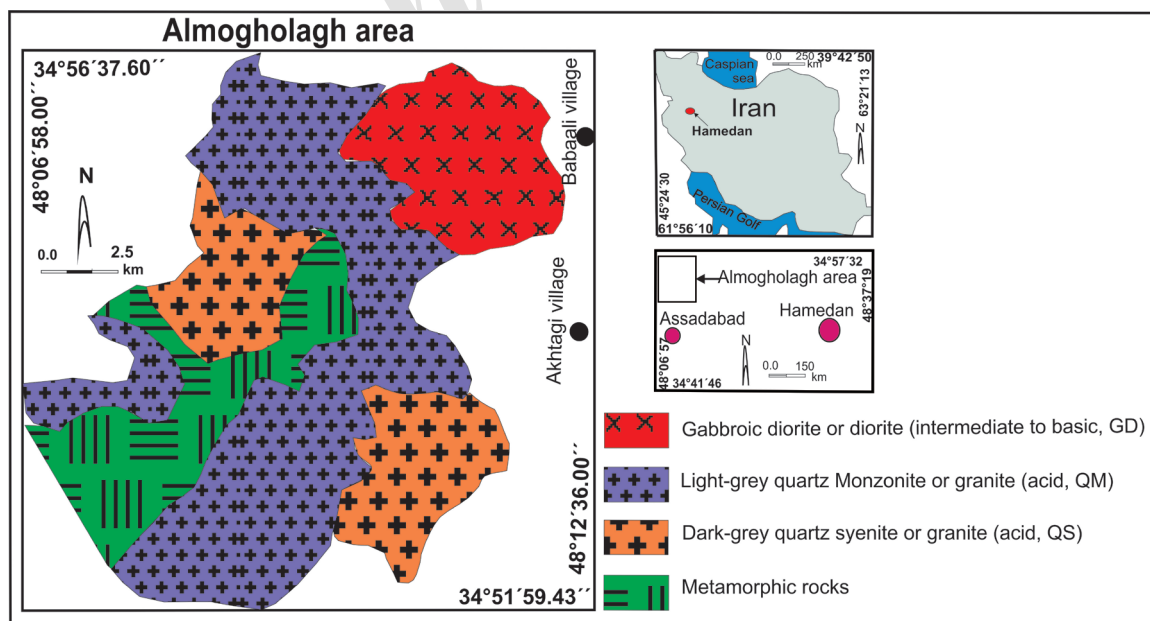 Almogholagh area
34°56´37.60´´
48°06´58.00´´
N
0.0 2.5
km
Babaali village
Akhtagi village
48°12´36.00´´
34°51´59.43´´
39°42´50
0.0 250
km
Caspian
sea
63°21´13
Iran
Hamedan
N
45°24´30
Persian Golf
61°56´10
34°57´32
Almogholagh area
48°37´19
Assadabad
Hamedan
48°06´57
N
0.0 150
km
34°41´46
Gabbroic diorite or diorite (intermediate to basic, GD)
Light-grey quartz Monzonite or granite (acid, QM)
Dark-grey quartz syenite or granite (acid, QS)
Metamorphic rocks